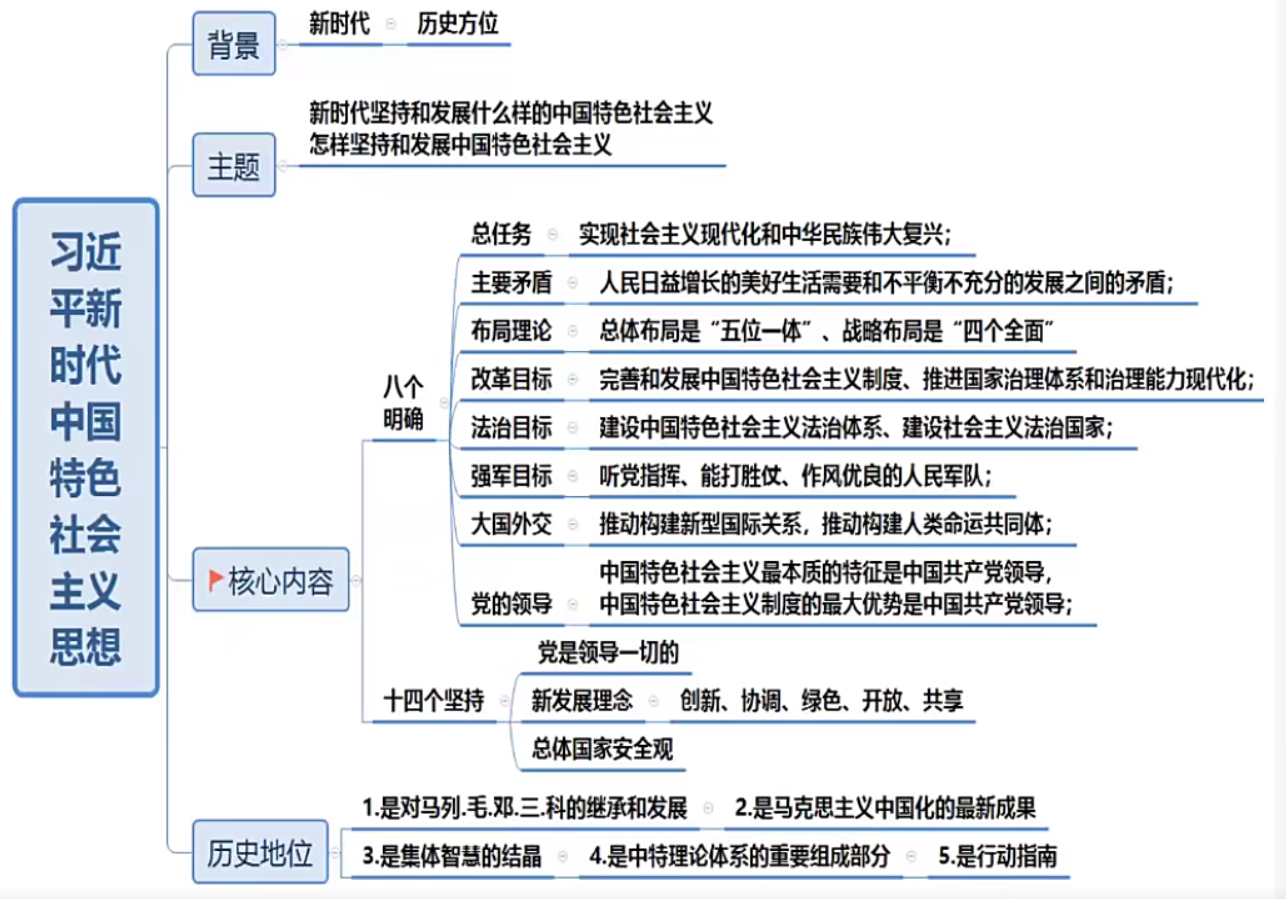 习近
平新
时代
中国
特色
社会
主义
思想
背景
新时代 历史方位
主题
新时代坚持和发展什么样的中国特色社会主义
怎样坚持和发展中国特色社会主义
核心内容
八个
明确
总任务 实现社会主义现代化和中华民族伟大复兴；
主要矛盾 人民日益增长的美好生活需要和不平衡不充分的发展之间的矛盾；
布局理论 总体布局是“五位一体”、战略布局是“四个全面”
改革目标 完善和发展中国特色社会主义制度、推进国家治理体系和治理能力现代化；
法治目标 建设中国特色社会主义法治体系、建设社会主义法治国家；
强军目标 听党指挥、能打胜仗、作风优良的人民军队；
大国外交 推动构建新型国际关系，推动构建人类命运共同体；
党的领导
中国特色社会主义最本质的特征是中国共产党领导，
中国特色社会主义制度的最大优势是中国共产党领导；
十四个坚持
党是领导一切的
新发展理念 创新、协调、绿色、开放、共享
总体国家安全观
历史地位
1.是对马列.毛.邓.三.科的继承和发展 2.是马克思主义中国化的最新成果
3.是集体智慧的结晶 4.是中特理论体系的重要组成部分 5.是行动指南